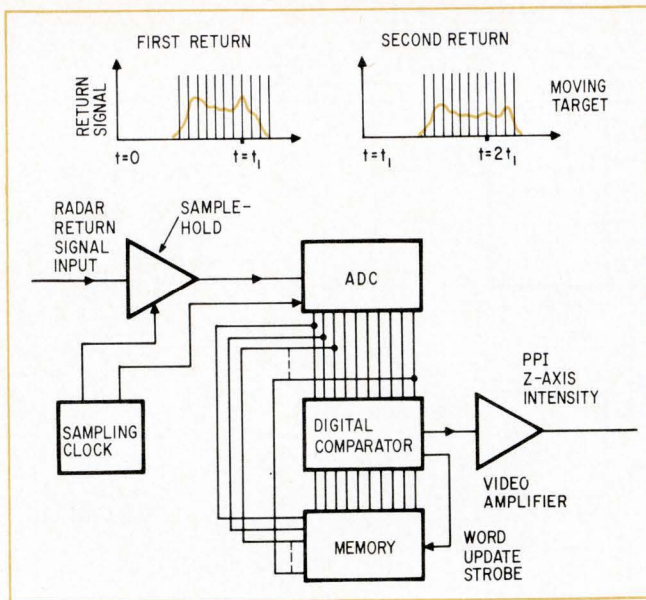 FIRST RETURN
SECOND RETURN
RETURN
SIGNAL
MOVING
TARGET
t=0
t=t₁
t=t₁
t=2t₁
RADAR
RETURN
SIGNAL
INPUT
SAMPLE-
HOLD
ADC
SAMPLING
CLOCK
DIGITAL
COMPARATOR
PPI
Z-AXIS
INTENSITY
VIDEO
AMPLIFIER
MEMORY
WORD
UPDATE
STROBE